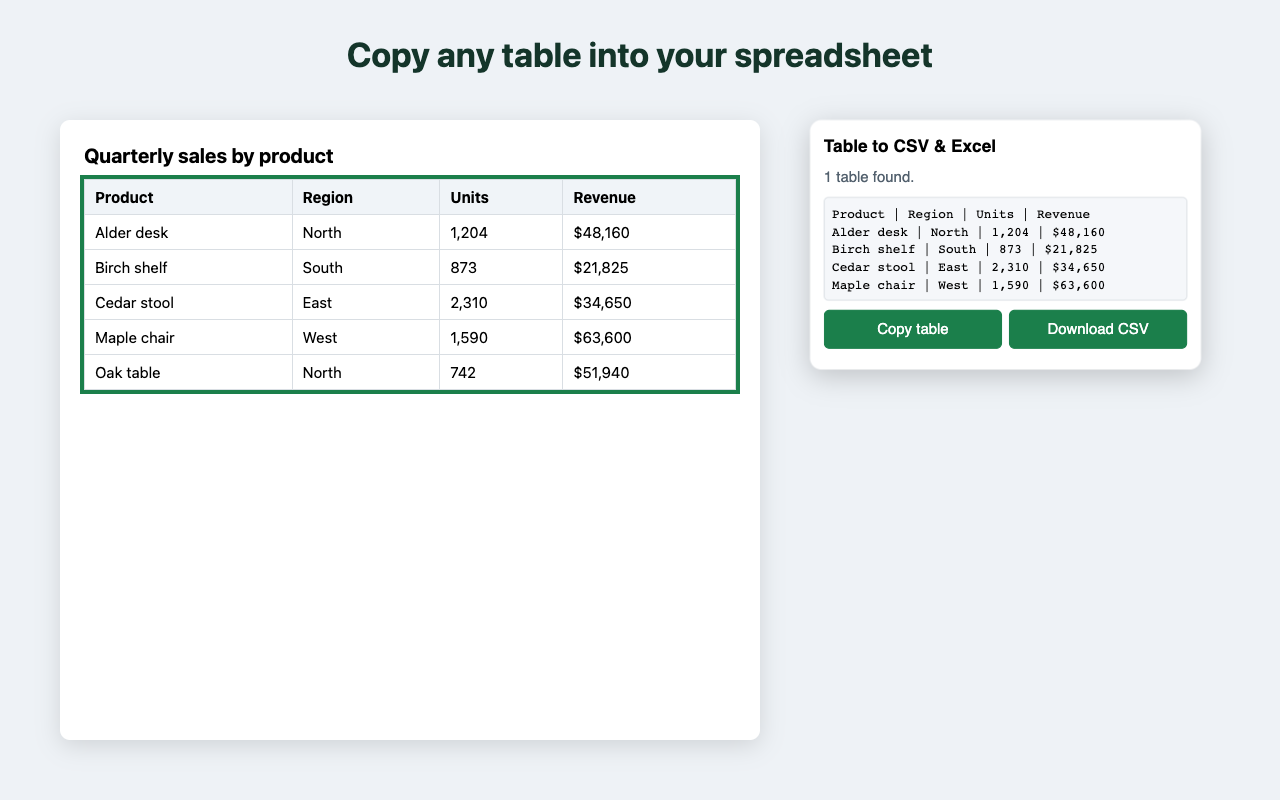 Copy any table into your spreadsheet
Quarterly sales by product
Product Region Units Revenue
Alder desk North 1,204 $48,160
Birch shelf South 873 $21,825
Cedar stool East 2,310 $34,650
Maple chair West 1,590 $63,600
Oak table North 742 $51,940
Table to CSV & Excel
1 table found.
Product | Region | Units | Revenue
Alder desk | North | 1,204 | $48,160
Birch shelf | South | 873 | $21,825
Cedar stool | East | 2,310 | $34,650
Maple chair | West | 1,590 | $63,600
Copy table Download CSV